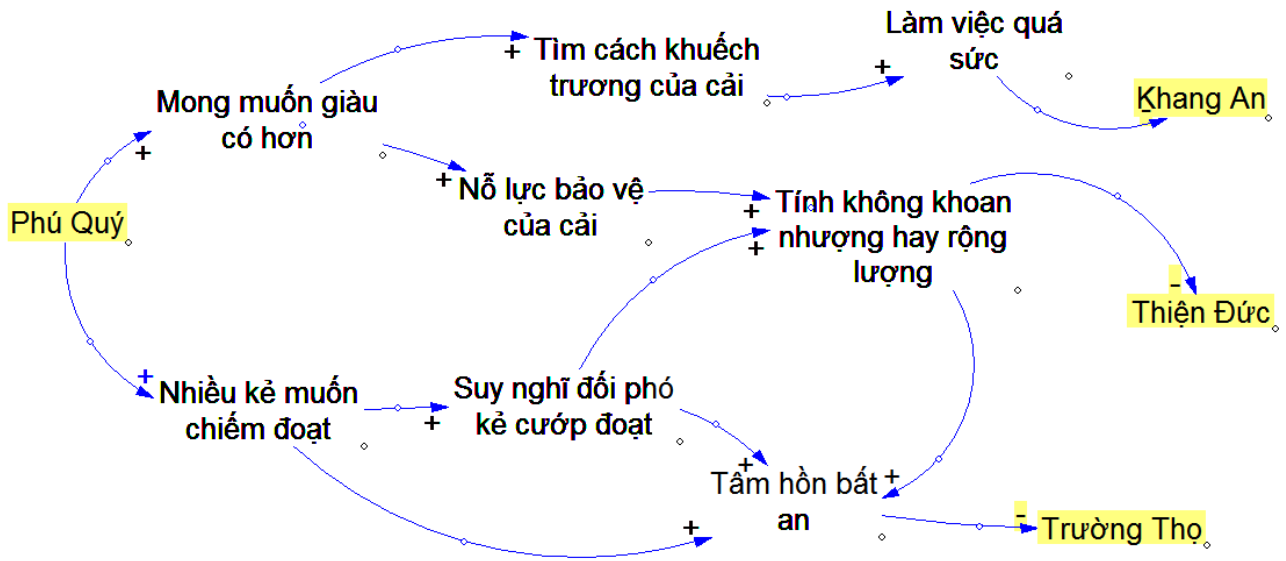 Làm việc quá
sức
Tìm cách khuếch
trương của cải
+
+
Khang An
-
Mong muốn giàu
có hơn
+
Nỗ lực bảo vệ
của cải
+
Tính không khoan
nhượng hay rộng
lượng
+
+
Phú Quý
-
Thiện Đức
+
Nhiều kẻ muốn
chiếm đoạt
Suy nghĩ đối phó
kẻ cướp đoạt
+
+
+
Tâm hồn bất
an
+
-
Trường Thọ